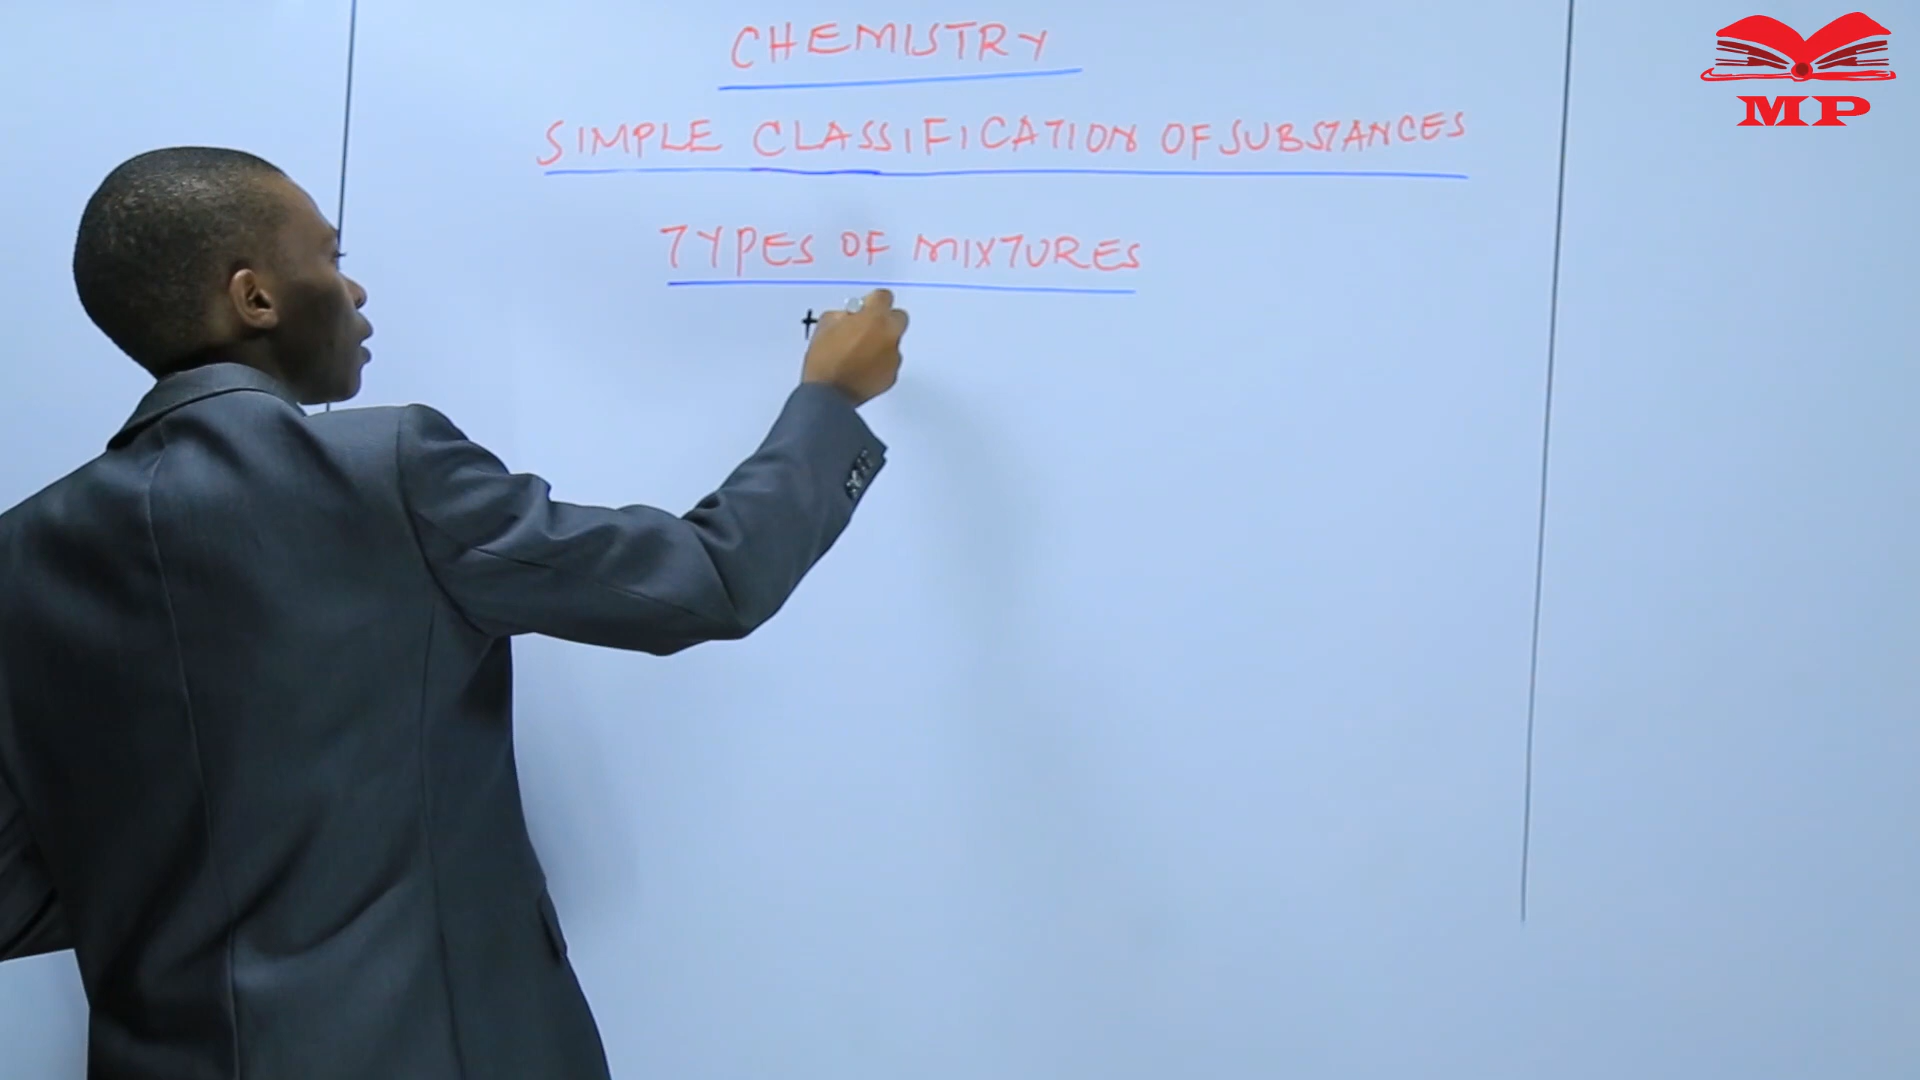 CHEMISTRY
SIMPLE CLASSIFICATION OF SUBSTANCES
TYPES OF MIXTURES
MP